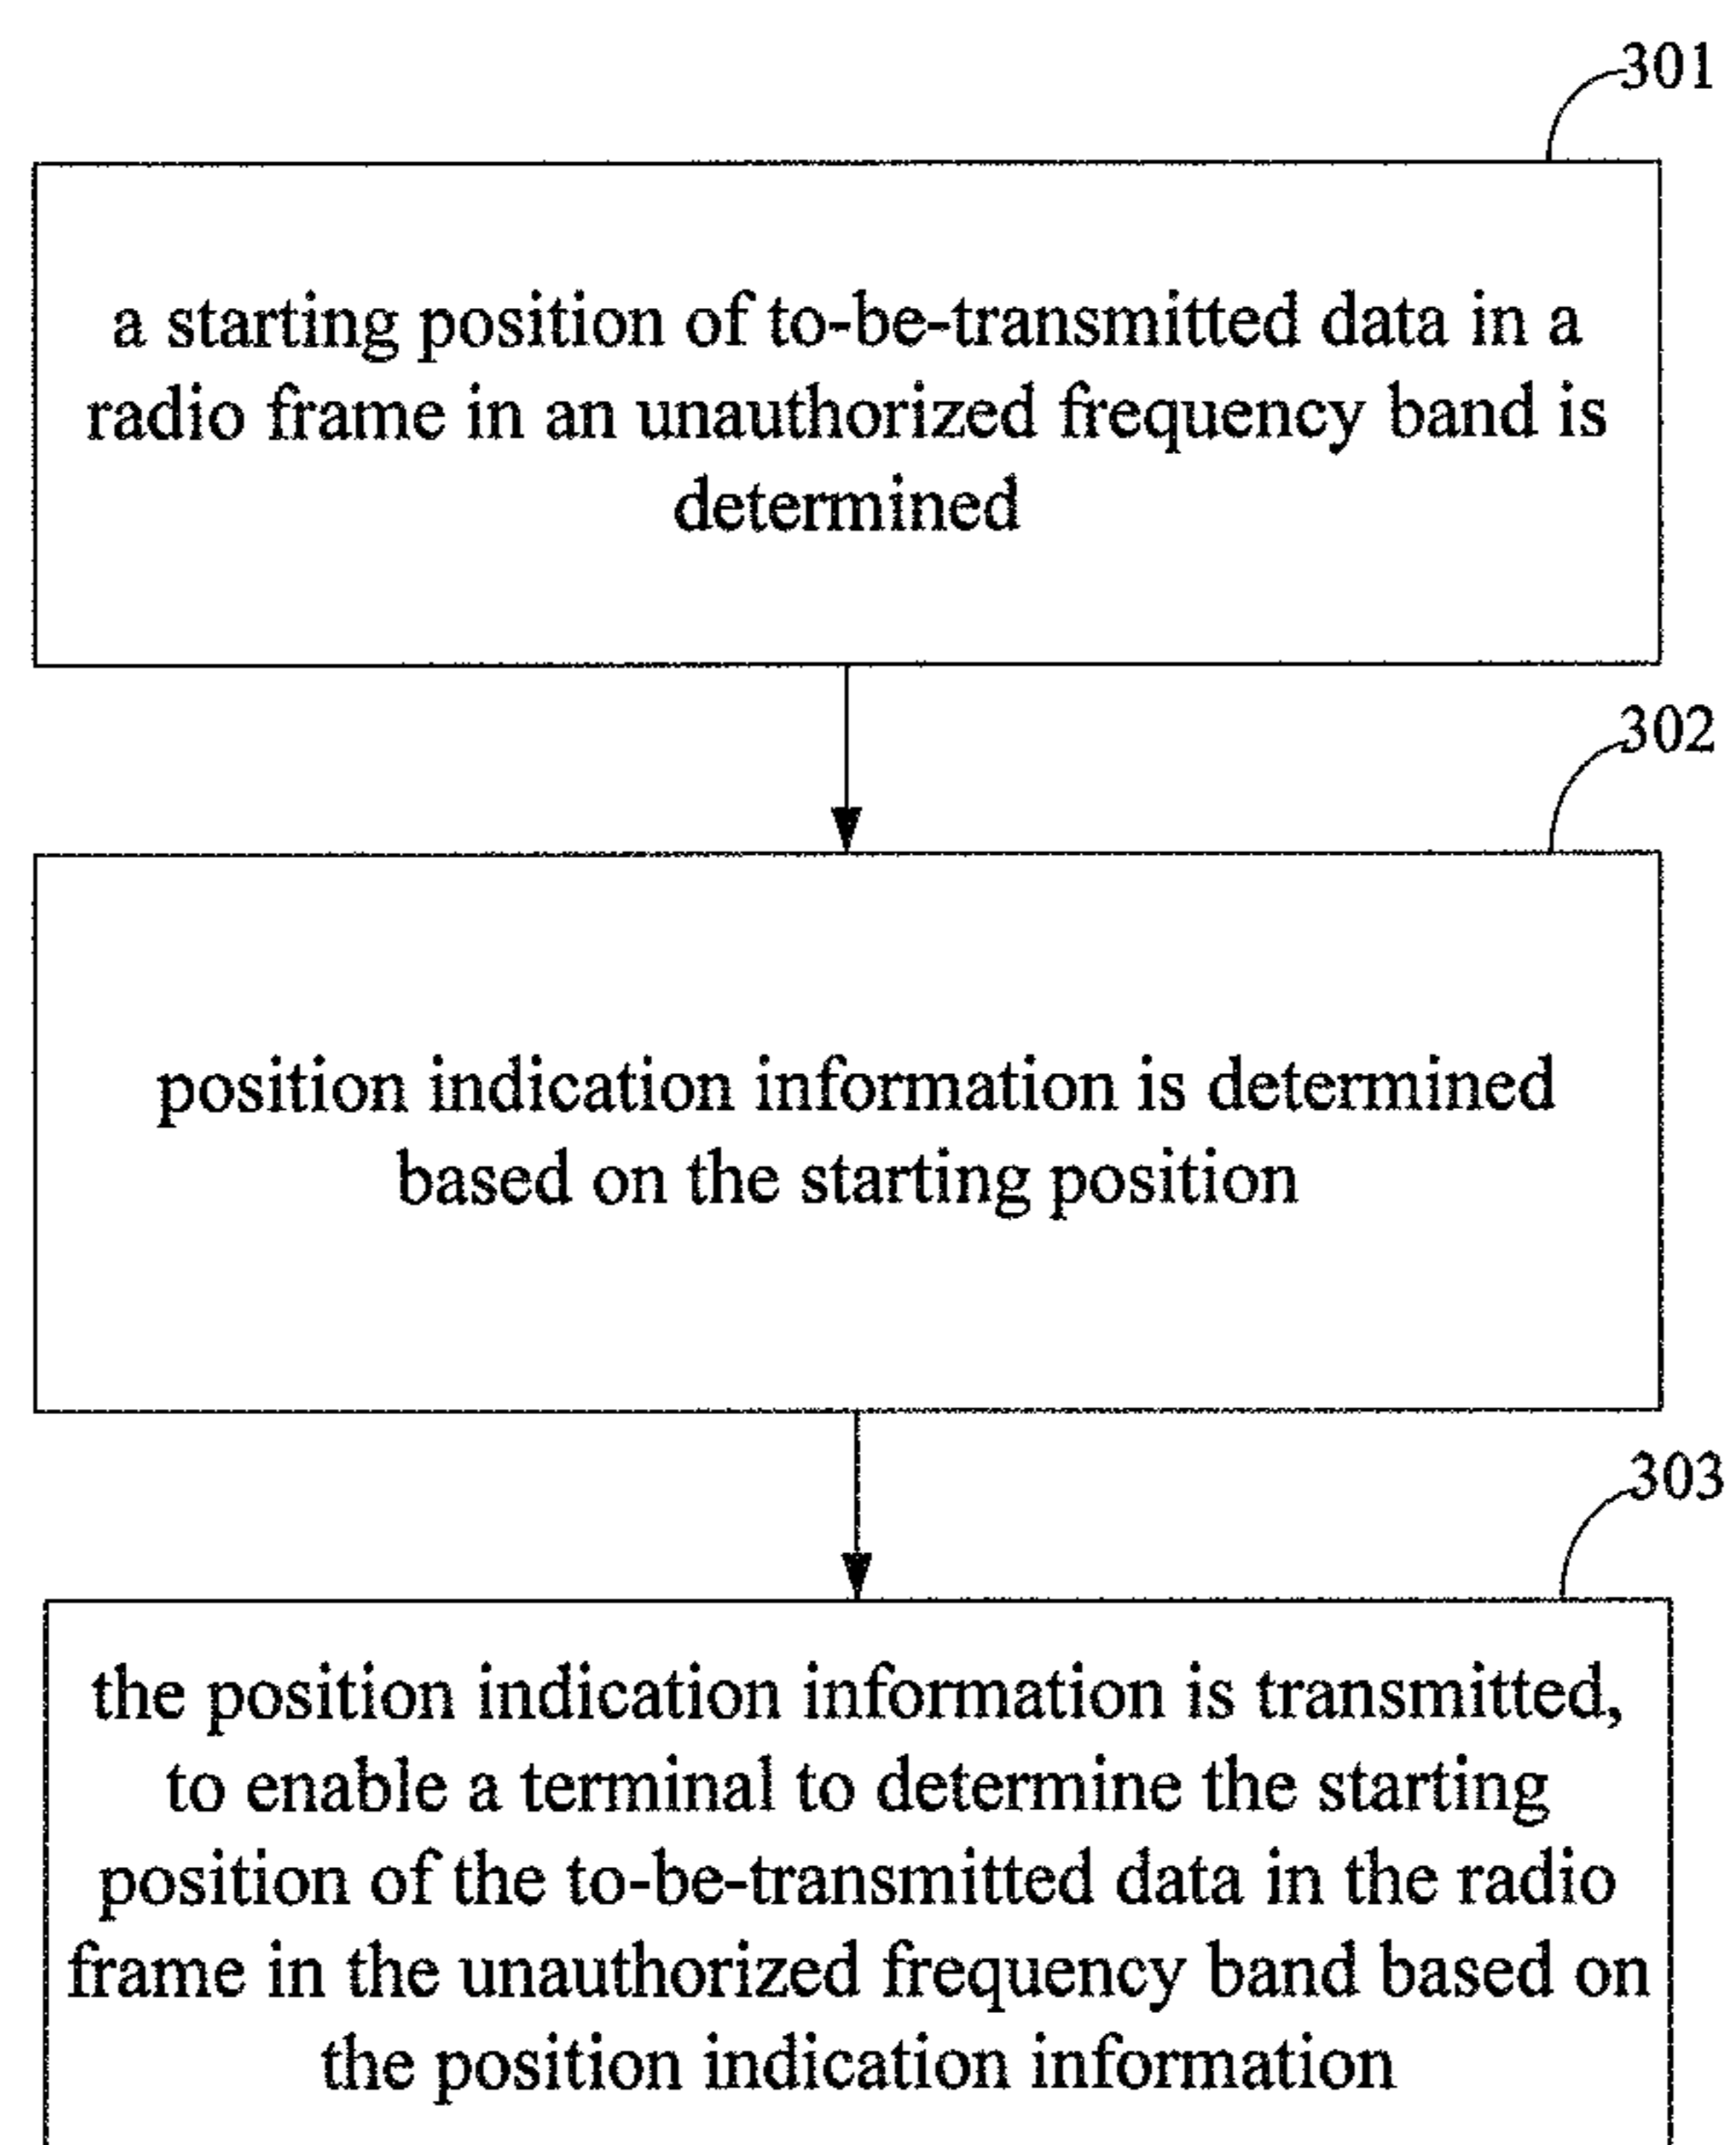 301
a starting position of to-be-transmitted data in a
radio frame in an unauthorized frequency band is
determined
302
position indication information is determined
based on the starting position
303
the position indication information is transmitted,
to enable a terminal to determine the starting
position of the to-be-transmitted data in the radio
frame in the unauthorized frequency band based on
the position indication information